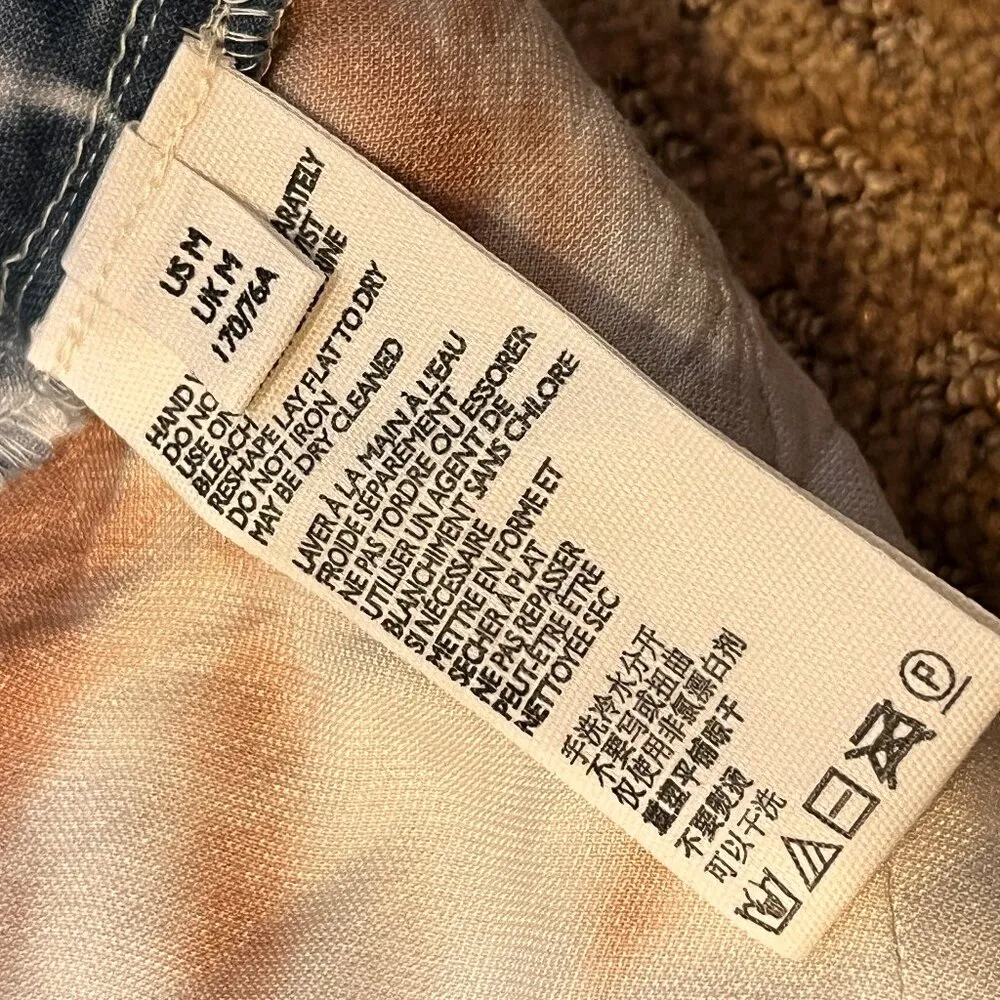 US M
UK M
170/76A
ARATELY
HAND
DO NO
USE ON
BLEACH
RESHAPE LAY FLAT TO DRY
DO NOT IRON
MAY BE DRY CLEANED
LAVER À LA MAIN À L'EAU
FROIDE SÉPARÉMENT
NE PAS TORDRE OU ESSORER
UTILISER UN AGENT DE
BLANCHIMENT SANS CHLORE
SI NÉCESSAIRE
METTRE EN FORME ET
SÉCHER À PLAT
NE PAS REPASSER
PEUT-ÊTRE ÊTRE
NETTOYÉE SEC
手洗冷水分开
不要写或扭曲
仅使用非氯漂白剂
重塑平铺晾干
不要熨烫
可以干洗
P